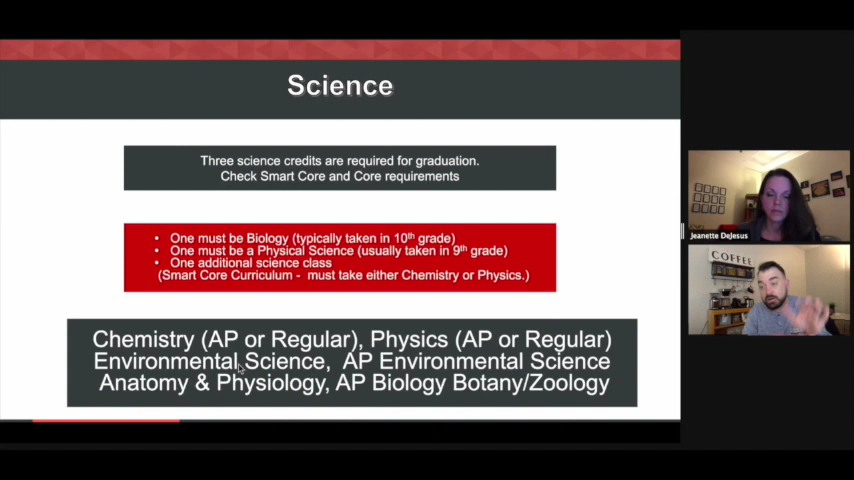 Science
Three science credits are required for graduation.
Check Smart Core and Core requirements
• One must be Biology (typically taken in 10th grade)
• One must be a Physical Science (usually taken in 9th grade)
• One additional science class
(Smart Core Curriculum - must take either Chemistry or Physics.)
Chemistry (AP or Regular), Physics (AP or Regular)
Environmental Science, AP Environmental Science
Anatomy & Physiology, AP Biology Botany/Zoology
Jeanette DeJesus
COFFEE